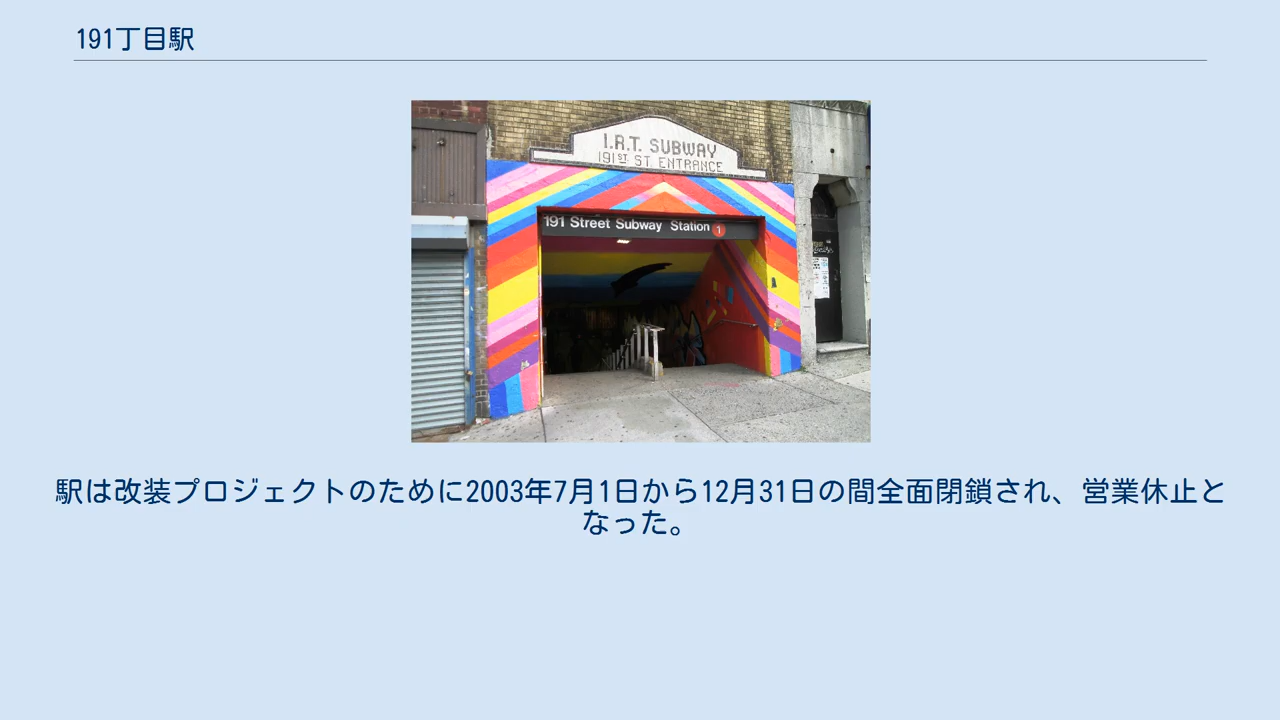 191丁目駅
I.R.T. SUBWAY
191ST ST. ENTRANCE
191 Street Subway Station 1
駅は改装プロジェクトのために2003年7月1日から12月31日の間全面閉鎖され、営業休止と
なった。